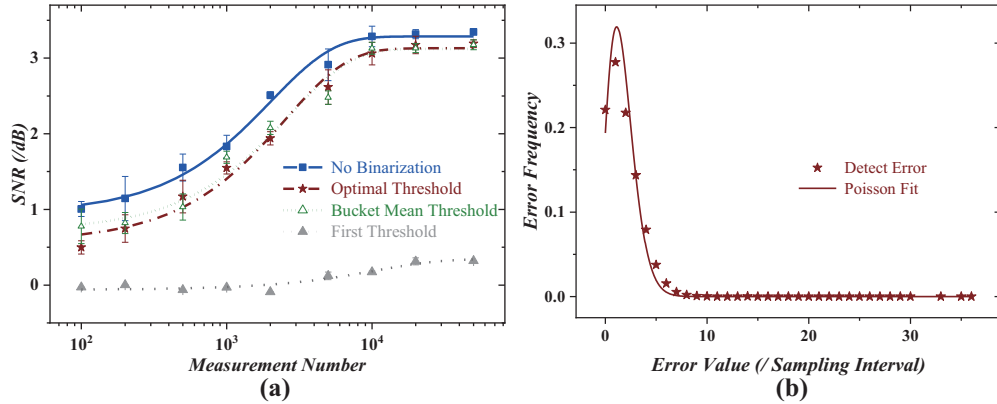 SNR (/dB)
3
2
1
0
No Binarization
Optimal Threshold
Bucket Mean Threshold
First Threshold
10²
10³
10⁴
Measurement Number
(a)
Error Frequency
0.3
0.2
0.1
0.0
Detect Error
Poisson Fit
0
10
20
30
Error Value (/ Sampling Interval)
(b)